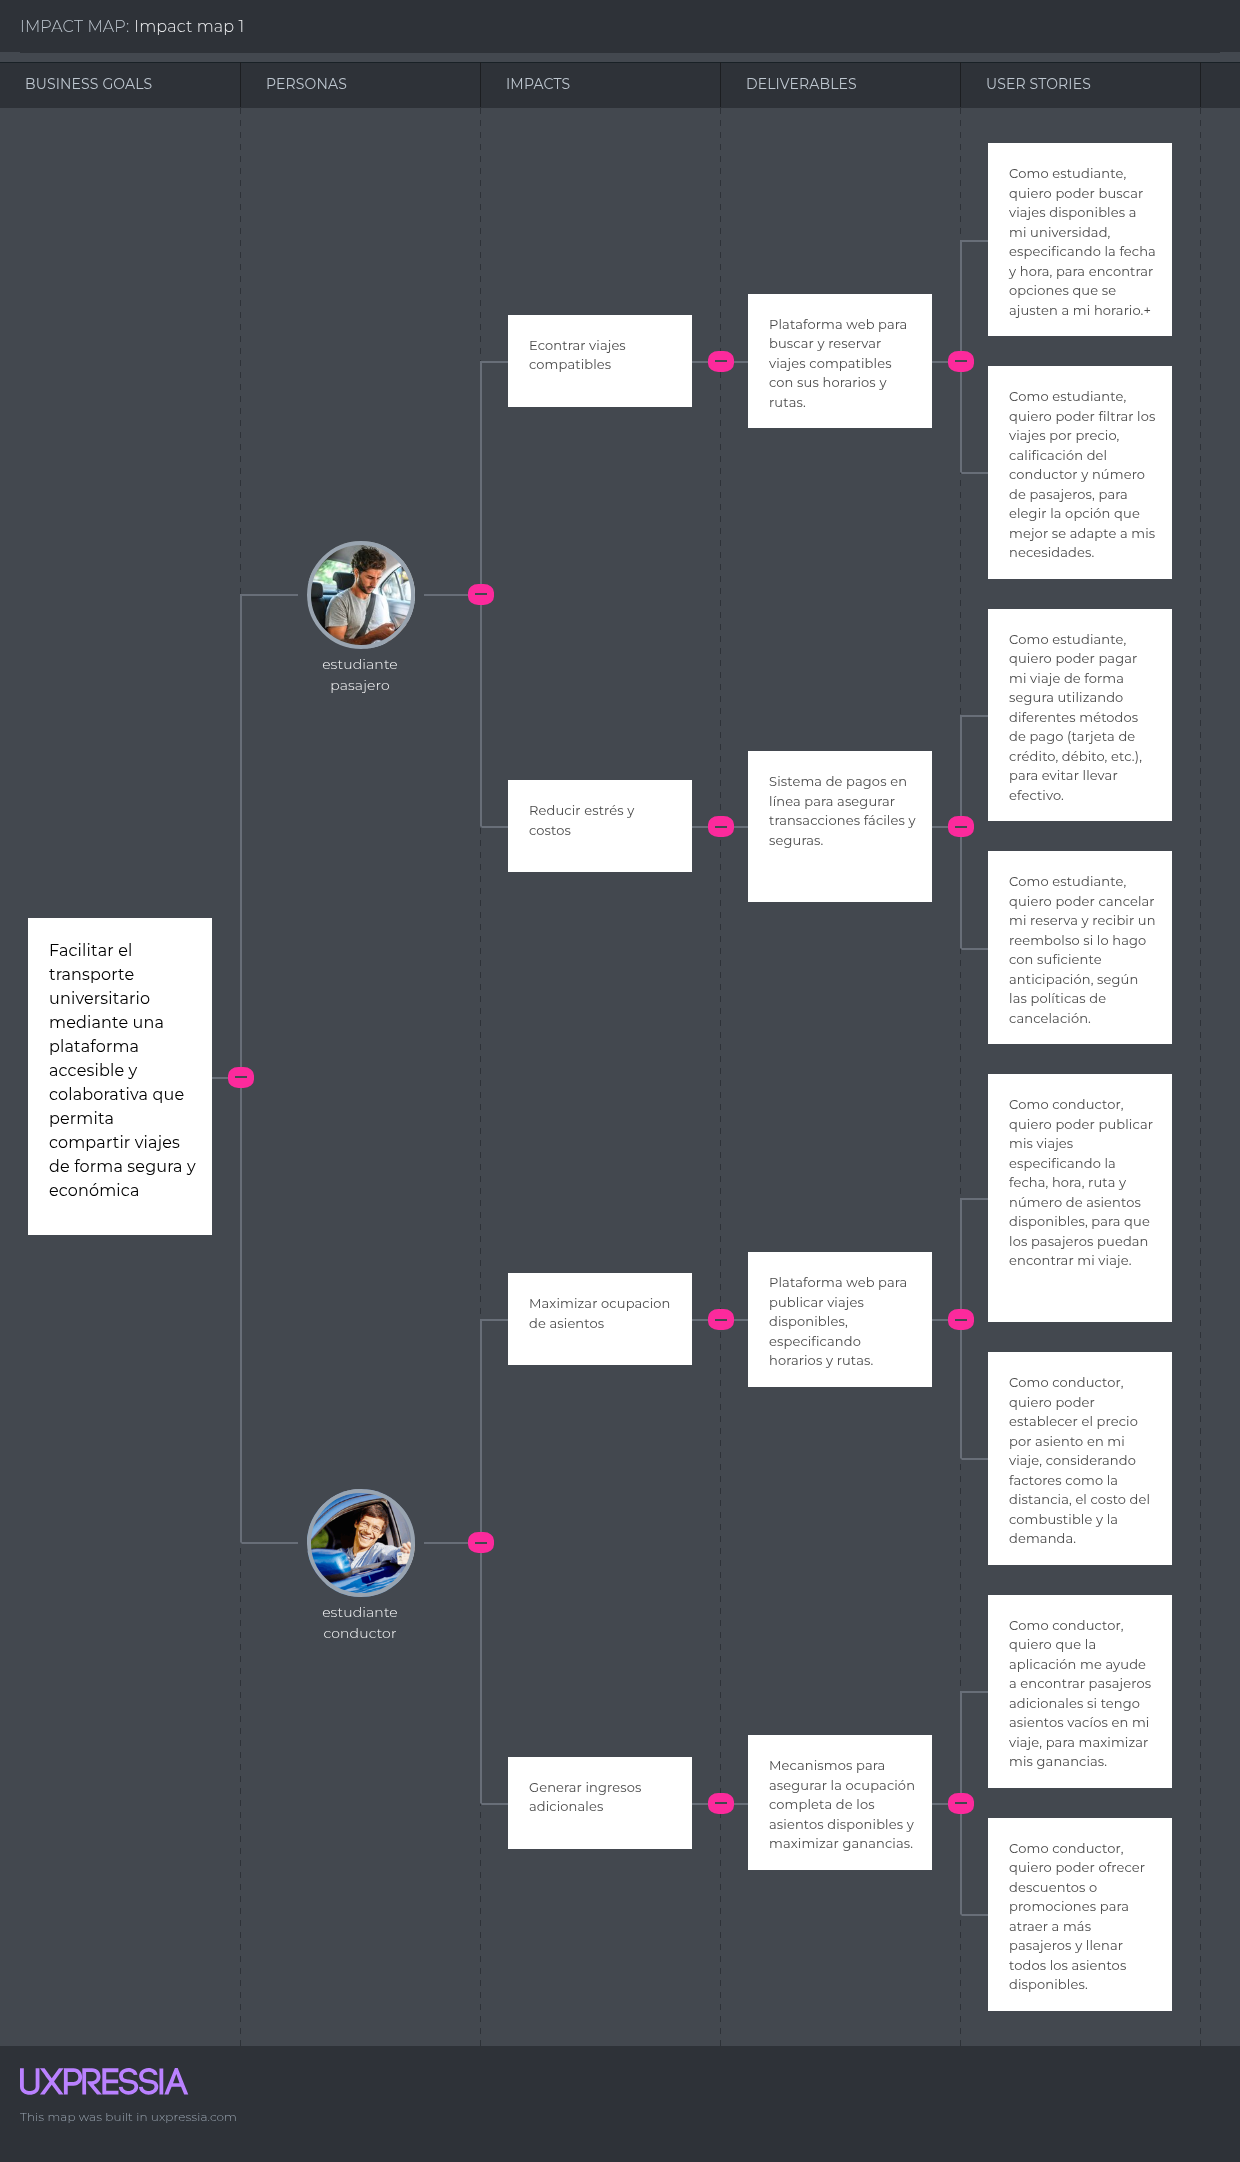 IMPACT MAP: Impact map 1
BUSINESS GOALS
PERSONAS
IMPACTS
DELIVERABLES
USER STORIES
Facilitar el
transporte
universitario
mediante una
plataforma
accesible y
colaborativa que
permita
compartir viajes
de forma segura y
económica
estudiante
pasajero
Econtrar viajes
compatibles
Plataforma web para
buscar y reservar
viajes compatibles
con sus horarios y
rutas.
Como estudiante,
quiero poder buscar
viajes disponibles a
mi universidad,
especificando la fecha
y hora, para encontrar
opciones que se
ajusten a mi horario.+
Como estudiante,
quiero poder filtrar los
viajes por precio,
calificación del
conductor y número
de pasajeros, para
elegir la opción que
mejor se adapte a mis
necesidades.
Reducir estrés y
costos
Sistema de pagos en
línea para asegurar
transacciones fáciles y
seguras.
Como estudiante,
quiero poder pagar
mi viaje de forma
segura utilizando
diferentes métodos
de pago (tarjeta de
crédito, débito, etc.),
para evitar llevar
efectivo.
Como estudiante,
quiero poder cancelar
mi reserva y recibir un
reembolso si lo hago
con suficiente
anticipación, según
las políticas de
cancelación.
estudiante
conductor
Maximizar ocupacion
de asientos
Plataforma web para
publicar viajes
disponibles,
especificando
horarios y rutas.
Como conductor,
quiero poder publicar
mis viajes
especificando la
fecha, hora, ruta y
número de asientos
disponibles, para que
los pasajeros puedan
encontrar mi viaje.
Como conductor,
quiero poder
establecer el precio
por asiento en mi
viaje, considerando
factores como la
distancia, el costo del
combustible y la
demanda.
Generar ingresos
adicionales
Mecanismos para
asegurar la ocupación
completa de los
asientos disponibles y
maximizar ganancias.
Como conductor,
quiero que la
aplicación me ayude
a encontrar pasajeros
adicionales si tengo
asientos vacíos en mi
viaje, para maximizar
mis ganancias.
Como conductor,
quiero poder ofrecer
descuentos o
promociones para
atraer a más
pasajeros y llenar
todos los asientos
disponibles.
UXPRESSIA
This map was built in uxpressia.com